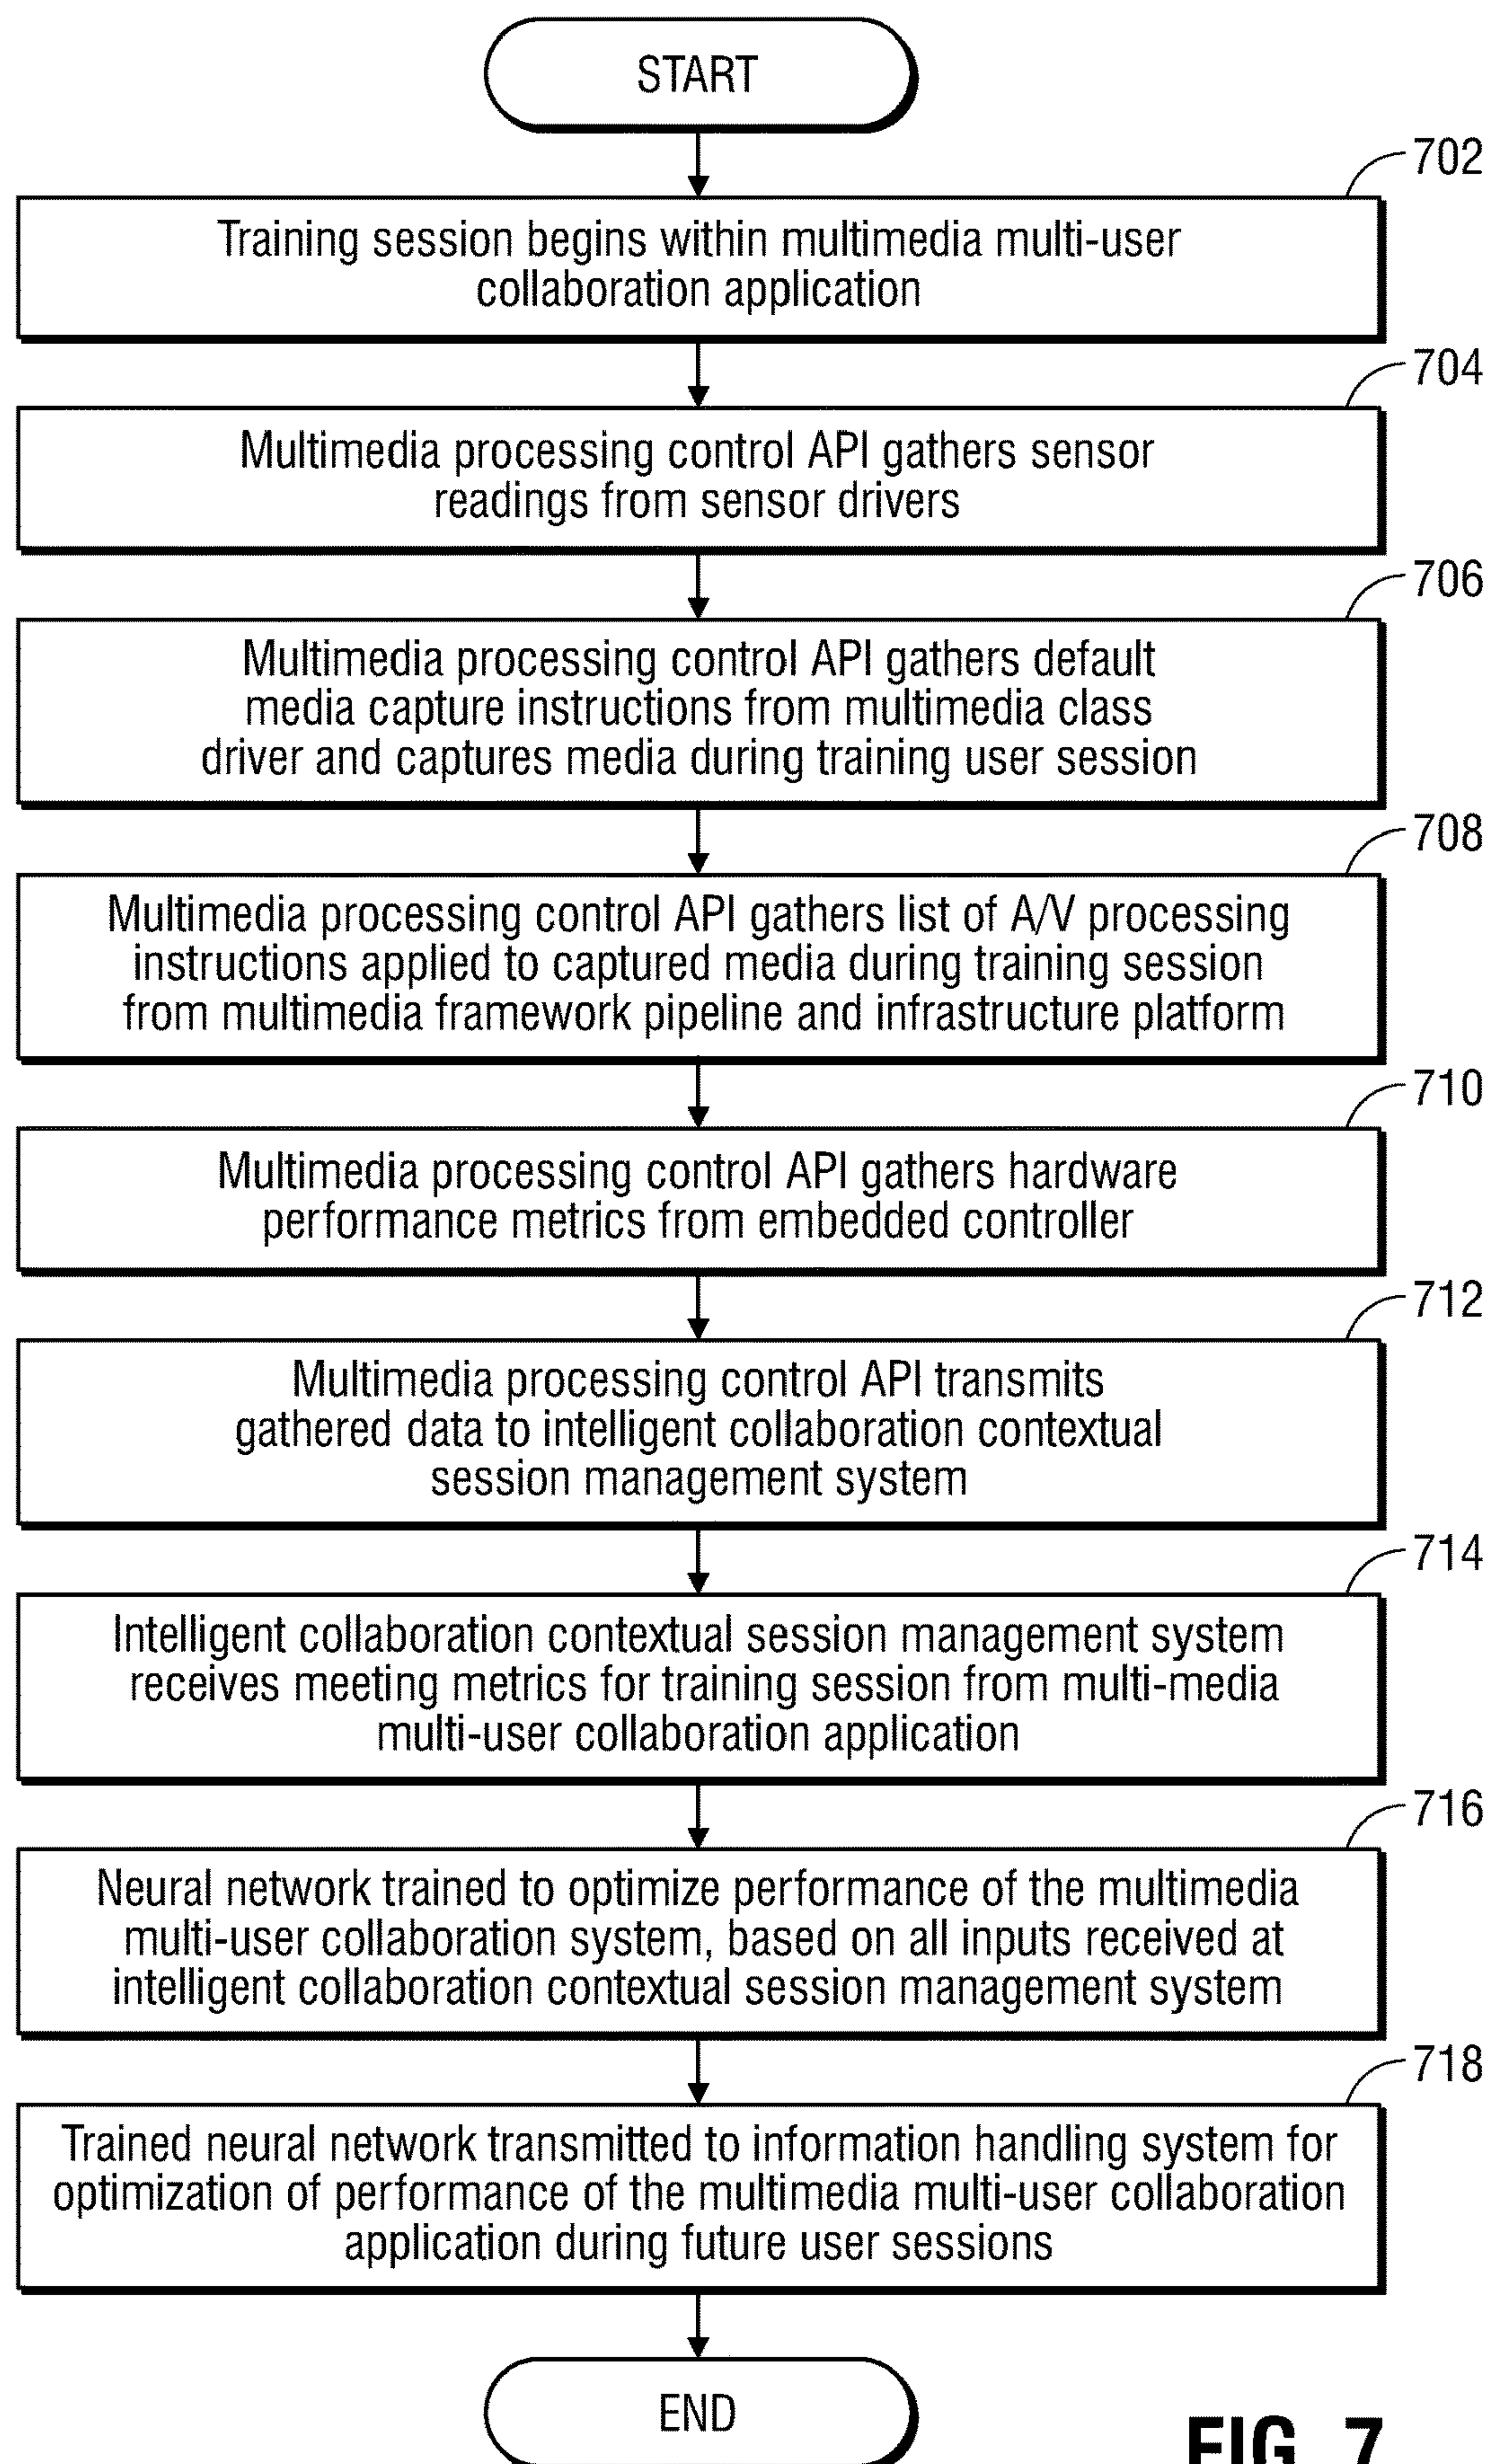 START
702
Training session begins within multimedia multi-user
collaboration application
704
Multimedia processing control API gathers sensor
readings from sensor drivers
706
Multimedia processing control API gathers default
media capture instructions from multimedia class
driver and captures media during training user session
708
Multimedia processing control API gathers list of A/V processing
instructions applied to captured media during training session
from multimedia framework pipeline and infrastructure platform
710
Multimedia processing control API gathers hardware
performance metrics from embedded controller
712
Multimedia processing control API transmits
gathered data to intelligent collaboration contextual
session management system
714
Intelligent collaboration contextual session management system
receives meeting metrics for training session from multi-media
multi-user collaboration application
716
Neural network trained to optimize performance of the multimedia
multi-user collaboration system, based on all inputs received at
intelligent collaboration contextual session management system
718
Trained neural network transmitted to information handling system for
optimization of performance of the multimedia multi-user collaboration
application during future user sessions
END
FIG. 7